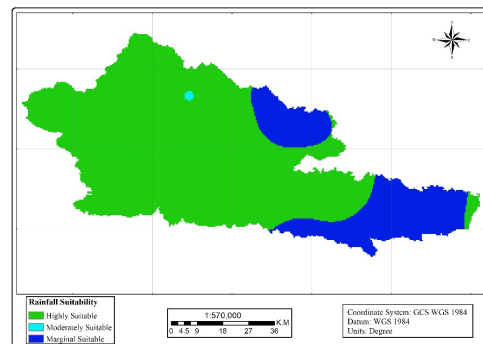 N
W E
S
Rainfall Suitability
Highly Suitable
Moderately Suitable
Marginal Suitable
1:570,000
0 4.5 9 18 27 36 K.M
Coordinate System: GCS WGS 1984
Datum: WGS 1984
Units: Degree